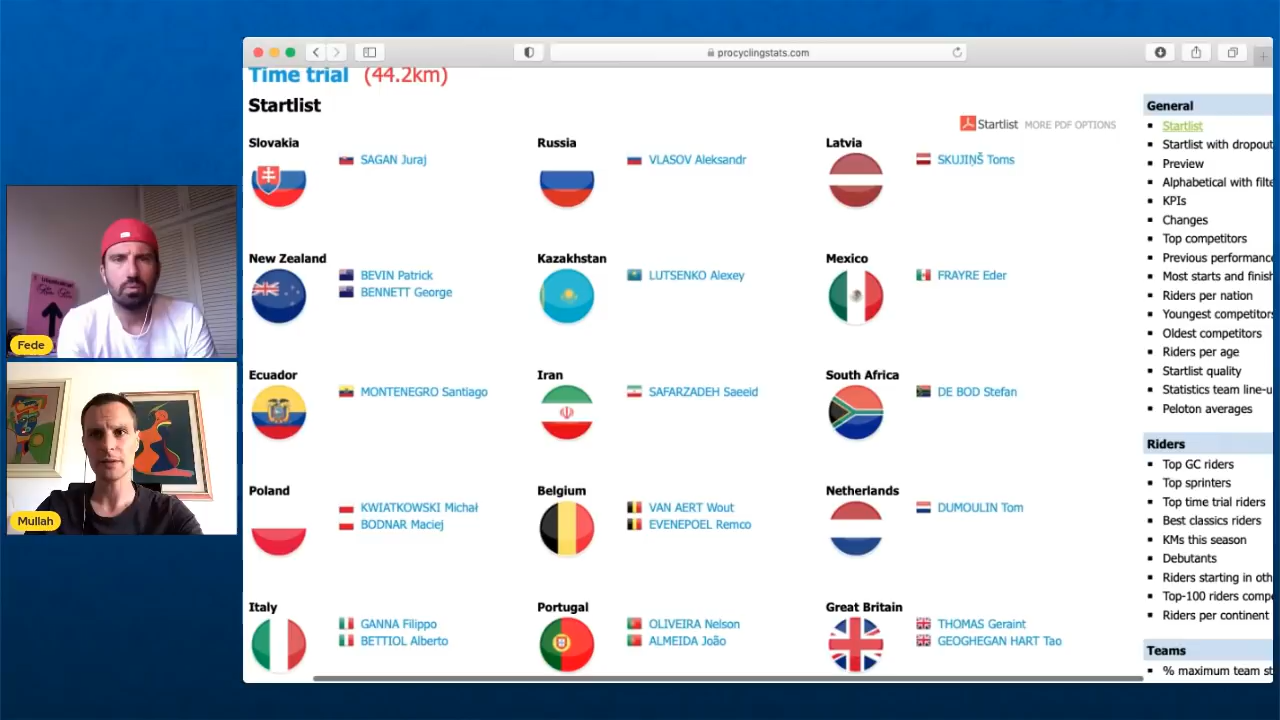 procyclingstats.com
Time trial (44.2km)
Startlist
Startlist MORE PDF OPTIONS
Slovakia
SAGAN Juraj
Russia
VLASOV Aleksandr
Latvia
SKUJIŅŠ Toms
New Zealand
BEVIN Patrick
BENNETT George
Kazakhstan
LUTSENKO Alexey
Mexico
FRAYRE Eder
Ecuador
MONTENEGRO Santiago
Iran
SAFARZADEH Saeeid
South Africa
DE BOD Stefan
Poland
KWIATKOWSKI Michał
BODNAR Maciej
Belgium
VAN AERT Wout
EVENEPOEL Remco
Netherlands
DUMOULIN Tom
Italy
GANNA Filippo
BETTIOL Alberto
Portugal
OLIVEIRA Nelson
ALMEIDA João
Great Britain
THOMAS Geraint
GEOGHEGAN HART Tao
General
Startlist
Startlist with dropout
Preview
Alphabetical with filte
KPIs
Changes
Top competitors
Previous performanc
Most starts and finish
Riders per nation
Youngest competitors
Oldest competitors
Riders per age
Startlist quality
Statistics team line-u
Peloton averages
Riders
Top GC riders
Top sprinters
Top time trial riders
Best classics riders
KMs this season
Debutants
Riders starting in oth
Top-100 riders compe
Riders per continent
Teams
% maximum team st
Fede
Mullah